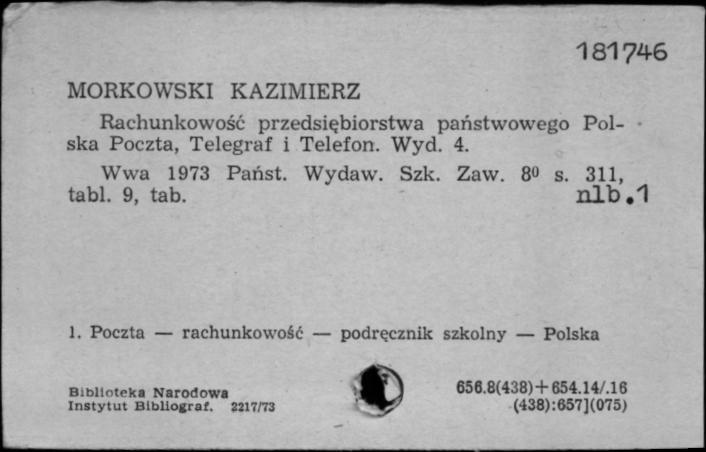 181746
MORKOWSKI KAZIMIERZ
Rachunkowość przedsiębiorstwa państwowego Pol-
ska Poczta, Telegraf i Telefon. Wyd. 4.
Wwa 1973 Państ. Wydaw. Szk. Zaw. 8⁰ s. 311,
tabl. 9, tab. nlb.1
1. Poczta — rachunkowość — podręcznik szkolny — Polska
Biblioteka Narodowa 656.8(438)+654.14/.16
Instytut Bibliograf. 2217/73 (438):657](075)